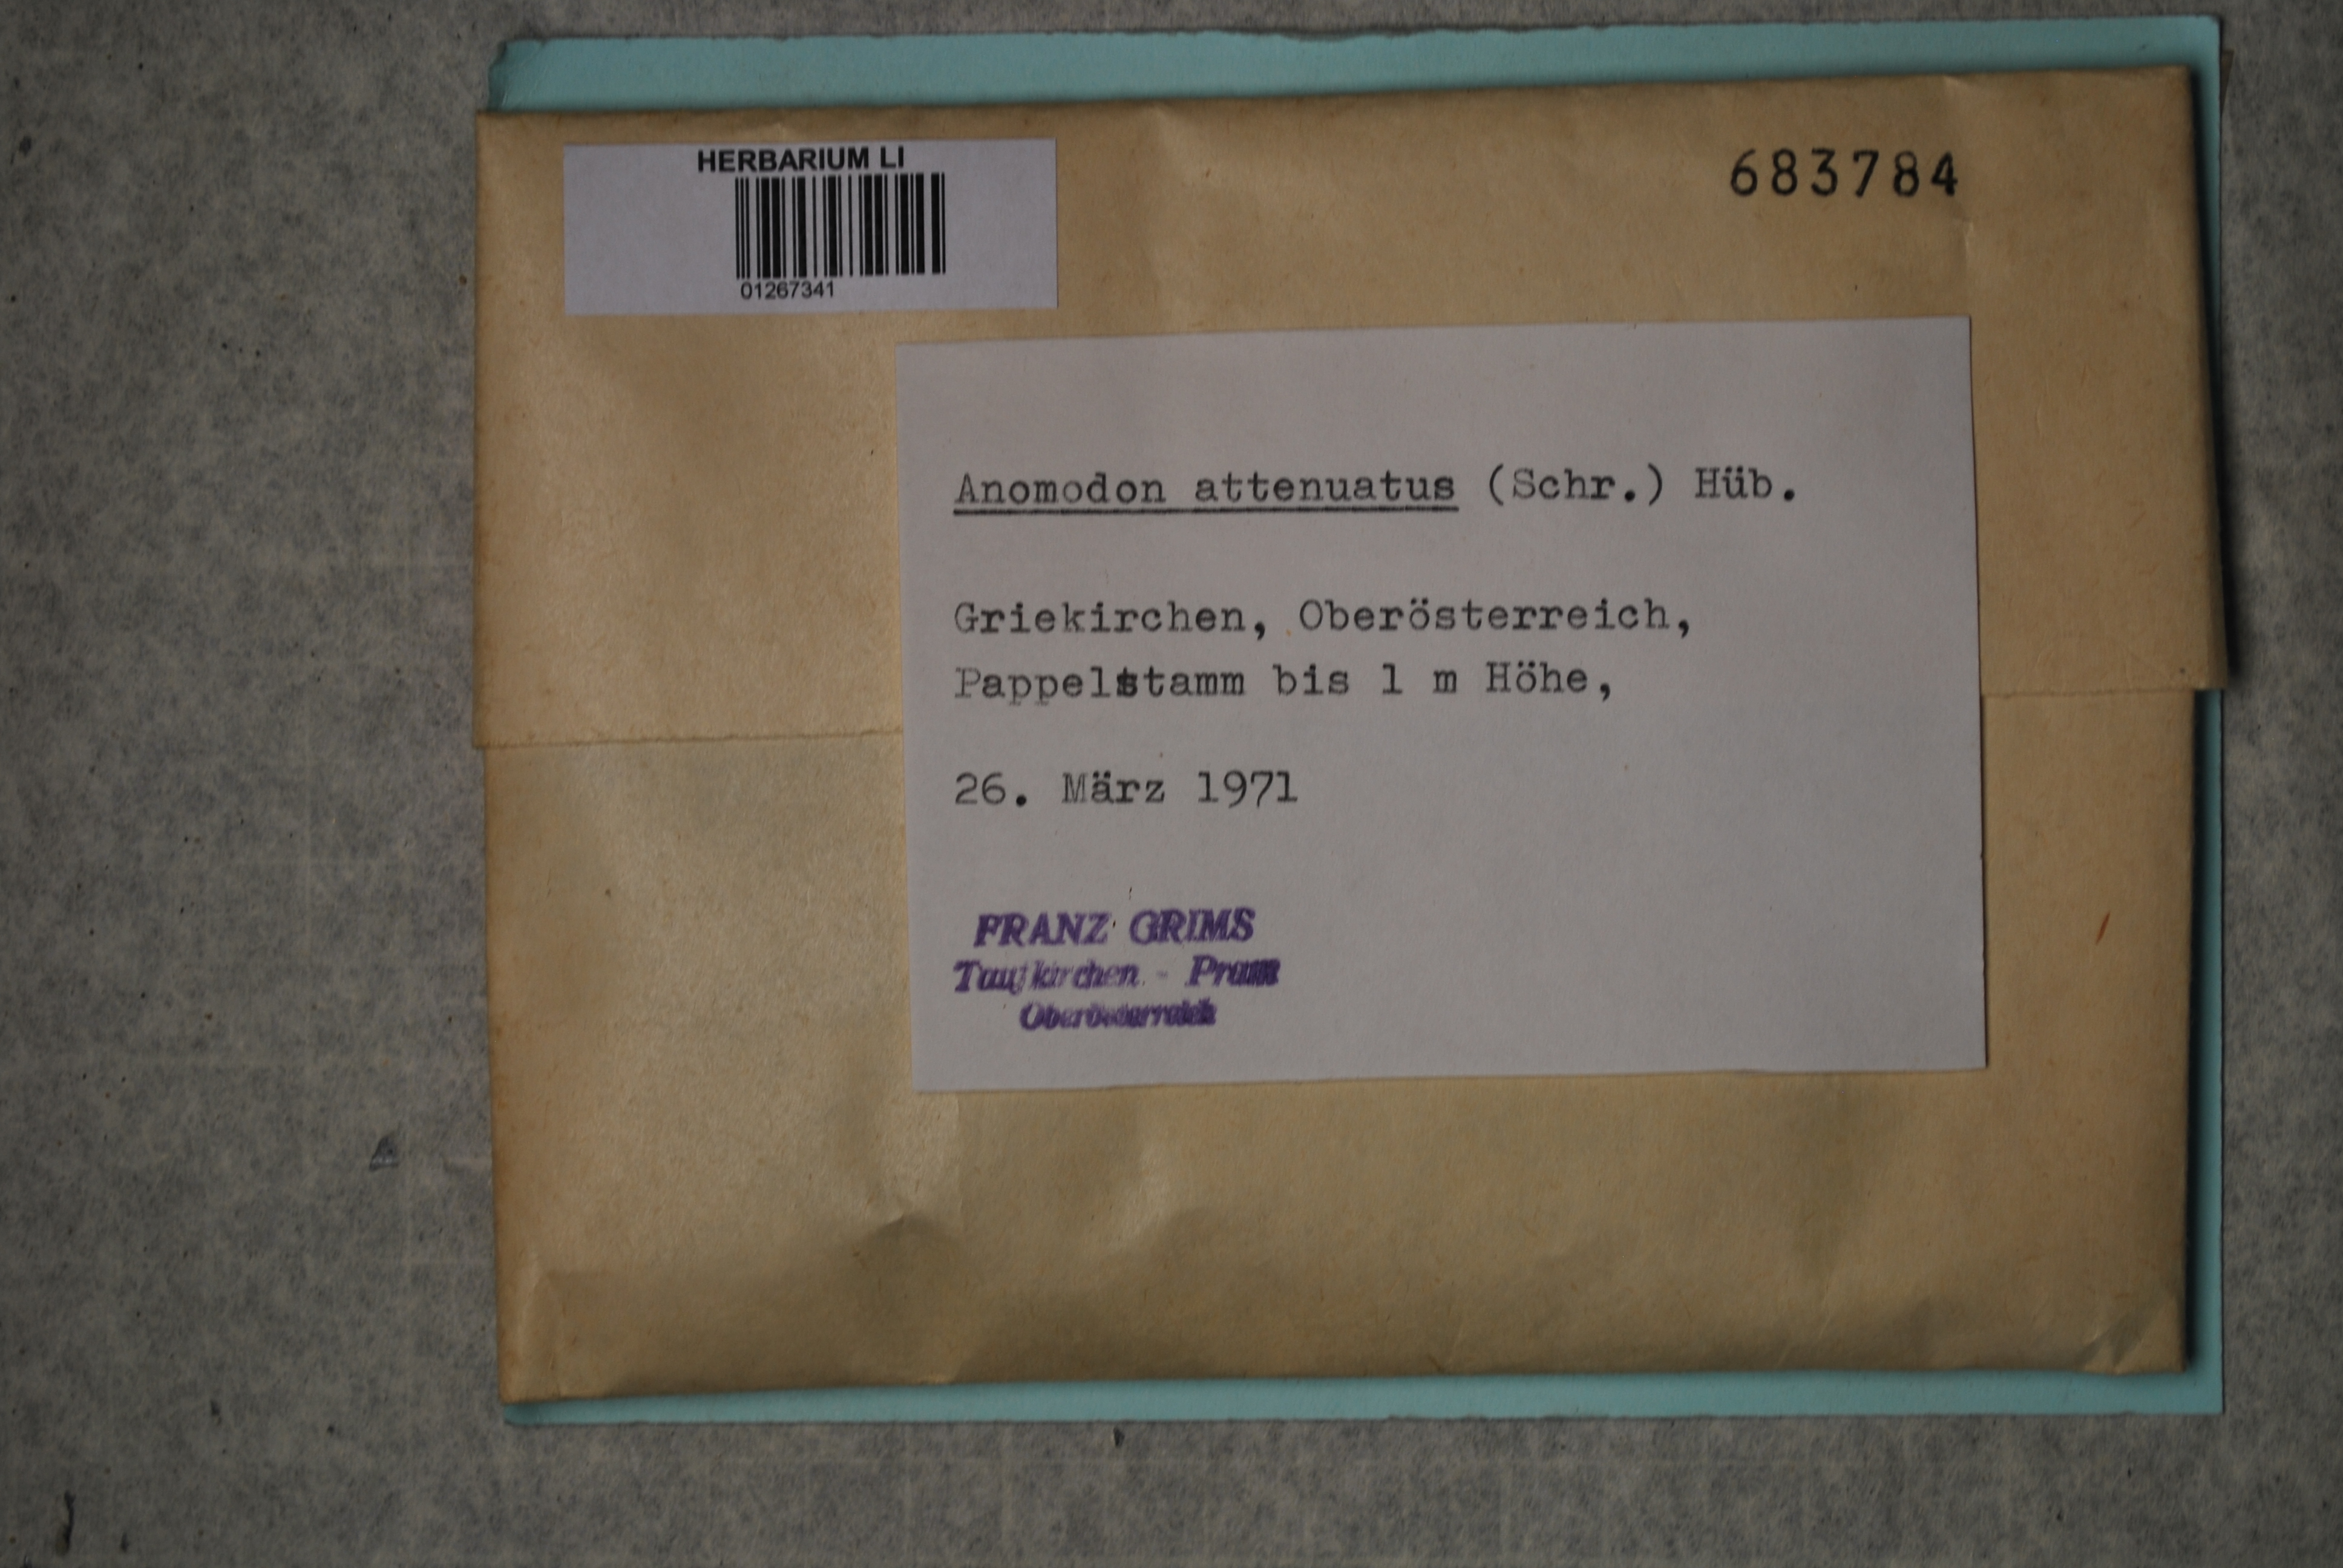 HERBARIUM LI
01267341
683784
Anomodon attenuatus (Schr.) Hüb.
Griekirchen, Oberösterreich,
Pappelstamm bis 1 m Höhe,
26. März 1971
FRANZ GRIMS
Taufkirchen - Pram
Oberösterreich